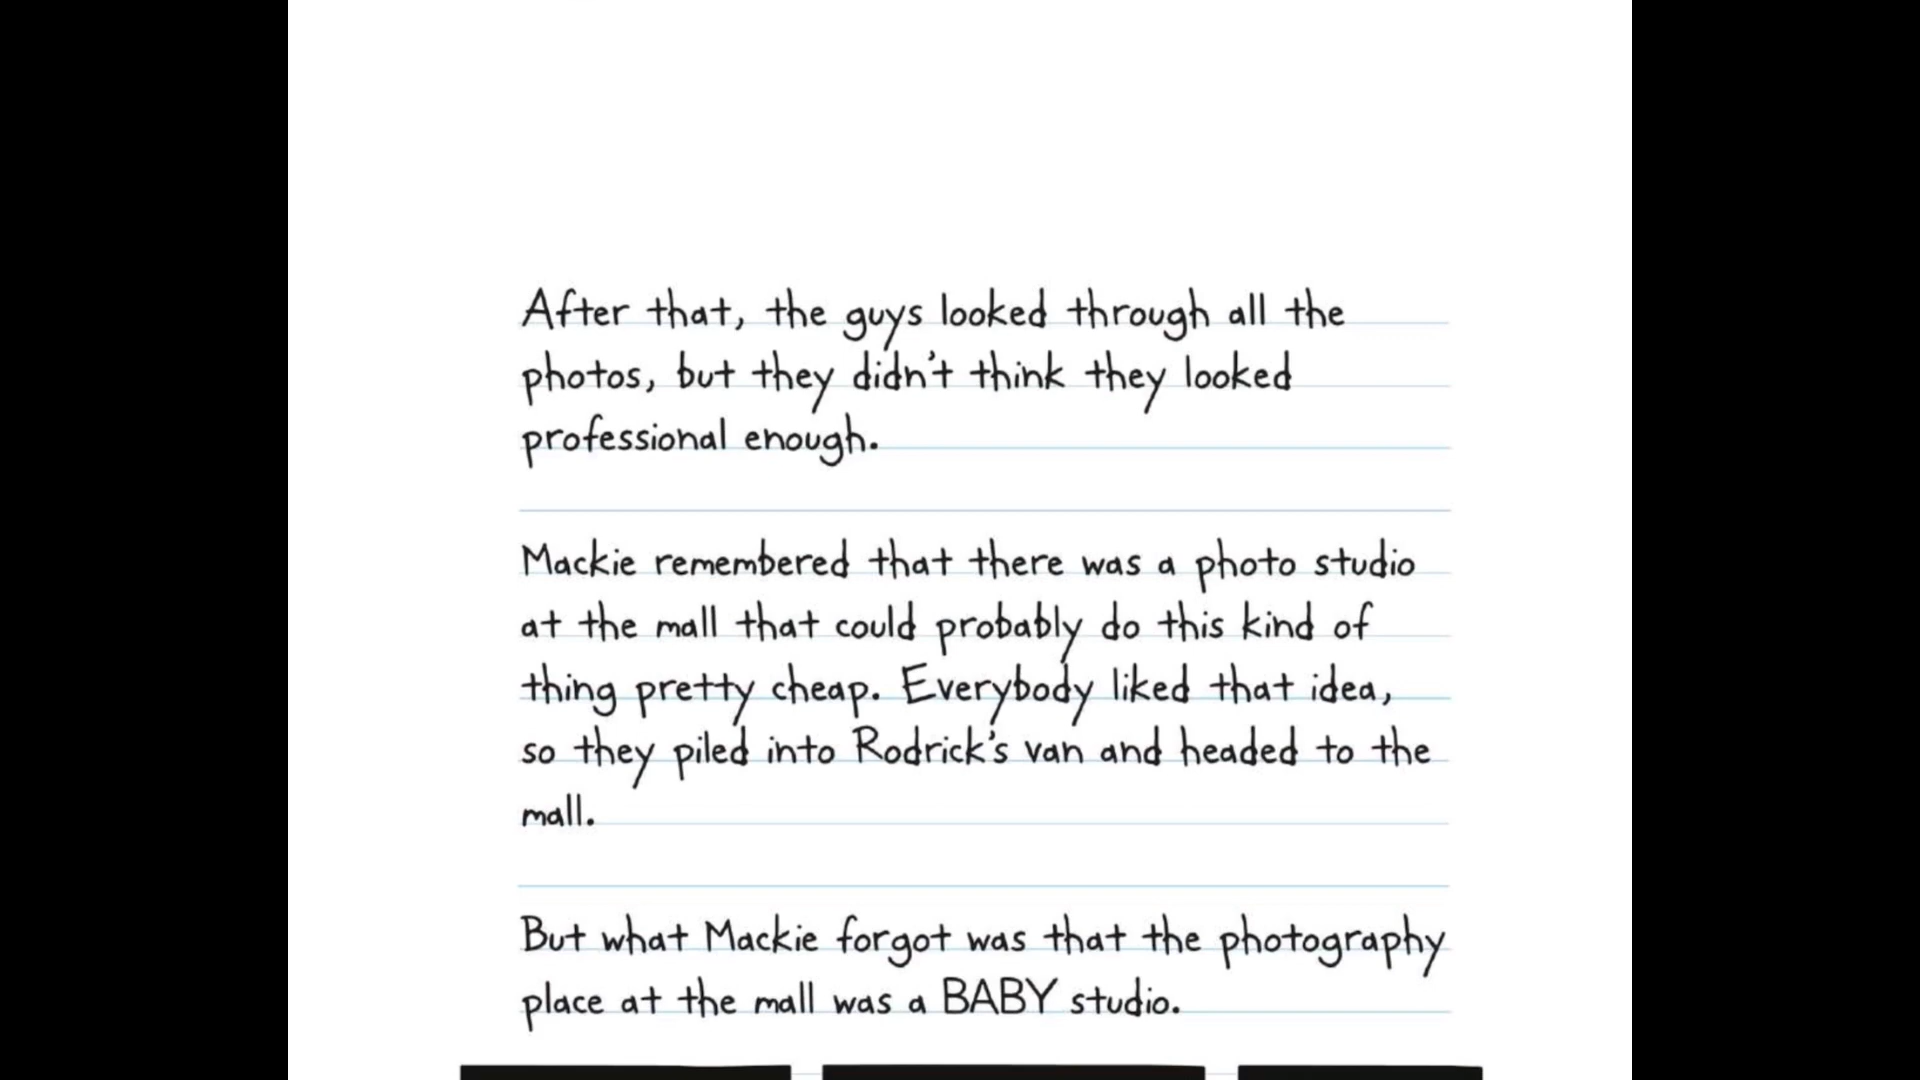 After that, the guys looked through all the
photos, but they didn't think they looked
professional enough.
Mackie remembered that there was a photo studio
at the mall that could probably do this kind of
thing pretty cheap. Everybody liked that idea,
so they piled into Rodrick's van and headed to the
mall.
But what Mackie forgot was that the photography
place at the mall was a BABY studio.